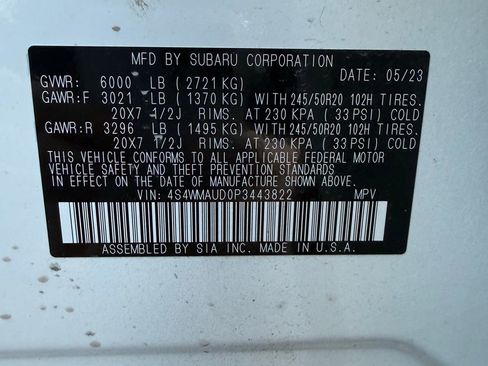 MFD BY SUBARU CORPORATION
GVWR: 6000 LB (2721 KG) DATE: 05/23
GAWR:F 3021 LB (1370 KG) WITH 245/50R20 102H TIRES.
20X7 1/2J RIMS. AT 230 KPA (33 PSI) COLD
GAWR:R 3296 LB (1495 KG) WITH 245/50R20 102H TIRES.
20X7 1/2J RIMS. AT 230 KPA (33 PSI) COLD
THIS VEHICLE CONFORMS TO ALL APPLICABLE FEDERAL MOTOR
VEHICLE SAFETY AND THEFT PREVENTION STANDARDS
IN EFFECT ON THE DATE OF MANUFACTURE SHOWN ABOVE.
VIN: 4S4WMAUD0P3443822 MPV
ASSEMBLED BY SIA INC. MADE IN U.S.A.